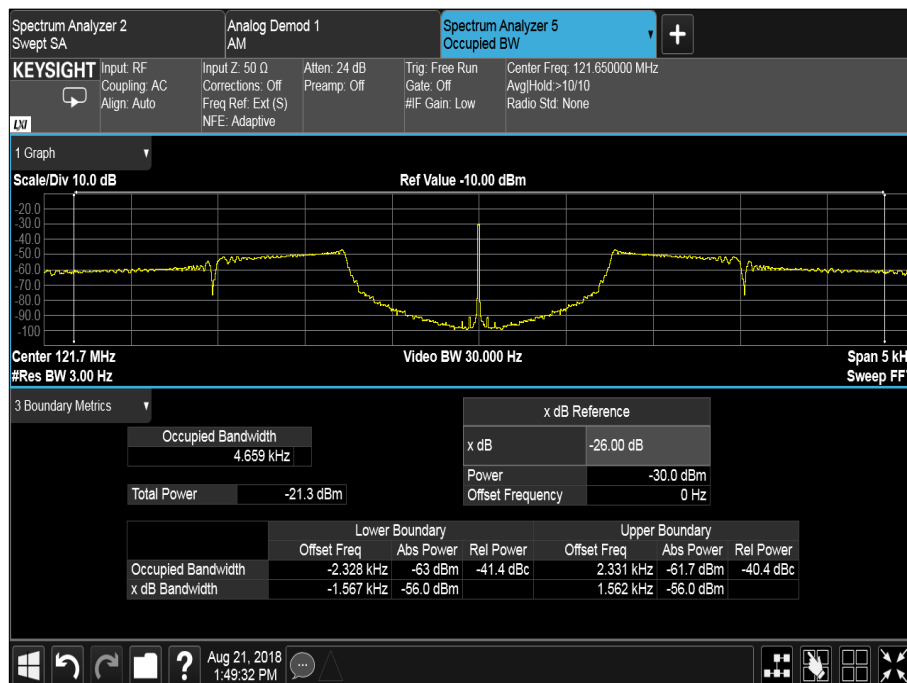 Spectrum Analyzer 2
Swept SA
Analog Demod 1
AM
Spectrum Analyzer 5
Occupied BW
KEYSIGHT
LXI
Input: RF
Coupling: AC
Align: Auto
Input Z: 50 Ω
Corrections: Off
Freq Ref: Ext (S)
NFE: Adaptive
Atten: 24 dB
Preamp: Off
Trig: Free Run
Gate: Off
#IF Gain: Low
Center Freq: 121.650000 MHz
Avg|Hold:>10/10
Radio Std: None
1 Graph
Scale/Div 10.0 dB
Ref Value -10.00 dBm
-20.0
-30.0
-40.0
-50.0
-60.0
-70.0
-80.0
-90.0
-100
Center 121.7 MHz
Video BW 30.000 Hz
Span 5 kH
#Res BW 3.00 Hz
Sweep FF
3 Boundary Metrics
Occupied Bandwidth
4.659 kHz
Total Power -21.3 dBm
x dB Reference
x dB -26.00 dB
Power -30.0 dBm
Offset Frequency 0 Hz
Lower Boundary Upper Boundary
Offset Freq Abs Power Rel Power Offset Freq Abs Power Rel Power
Occupied Bandwidth -2.328 kHz -63 dBm -41.4 dBc 2.331 kHz -61.7 dBm -40.4 dBc
x dB Bandwidth -1.567 kHz -56.0 dBm 1.562 kHz -56.0 dBm
?
Aug 21, 2018
1:49:32 PM